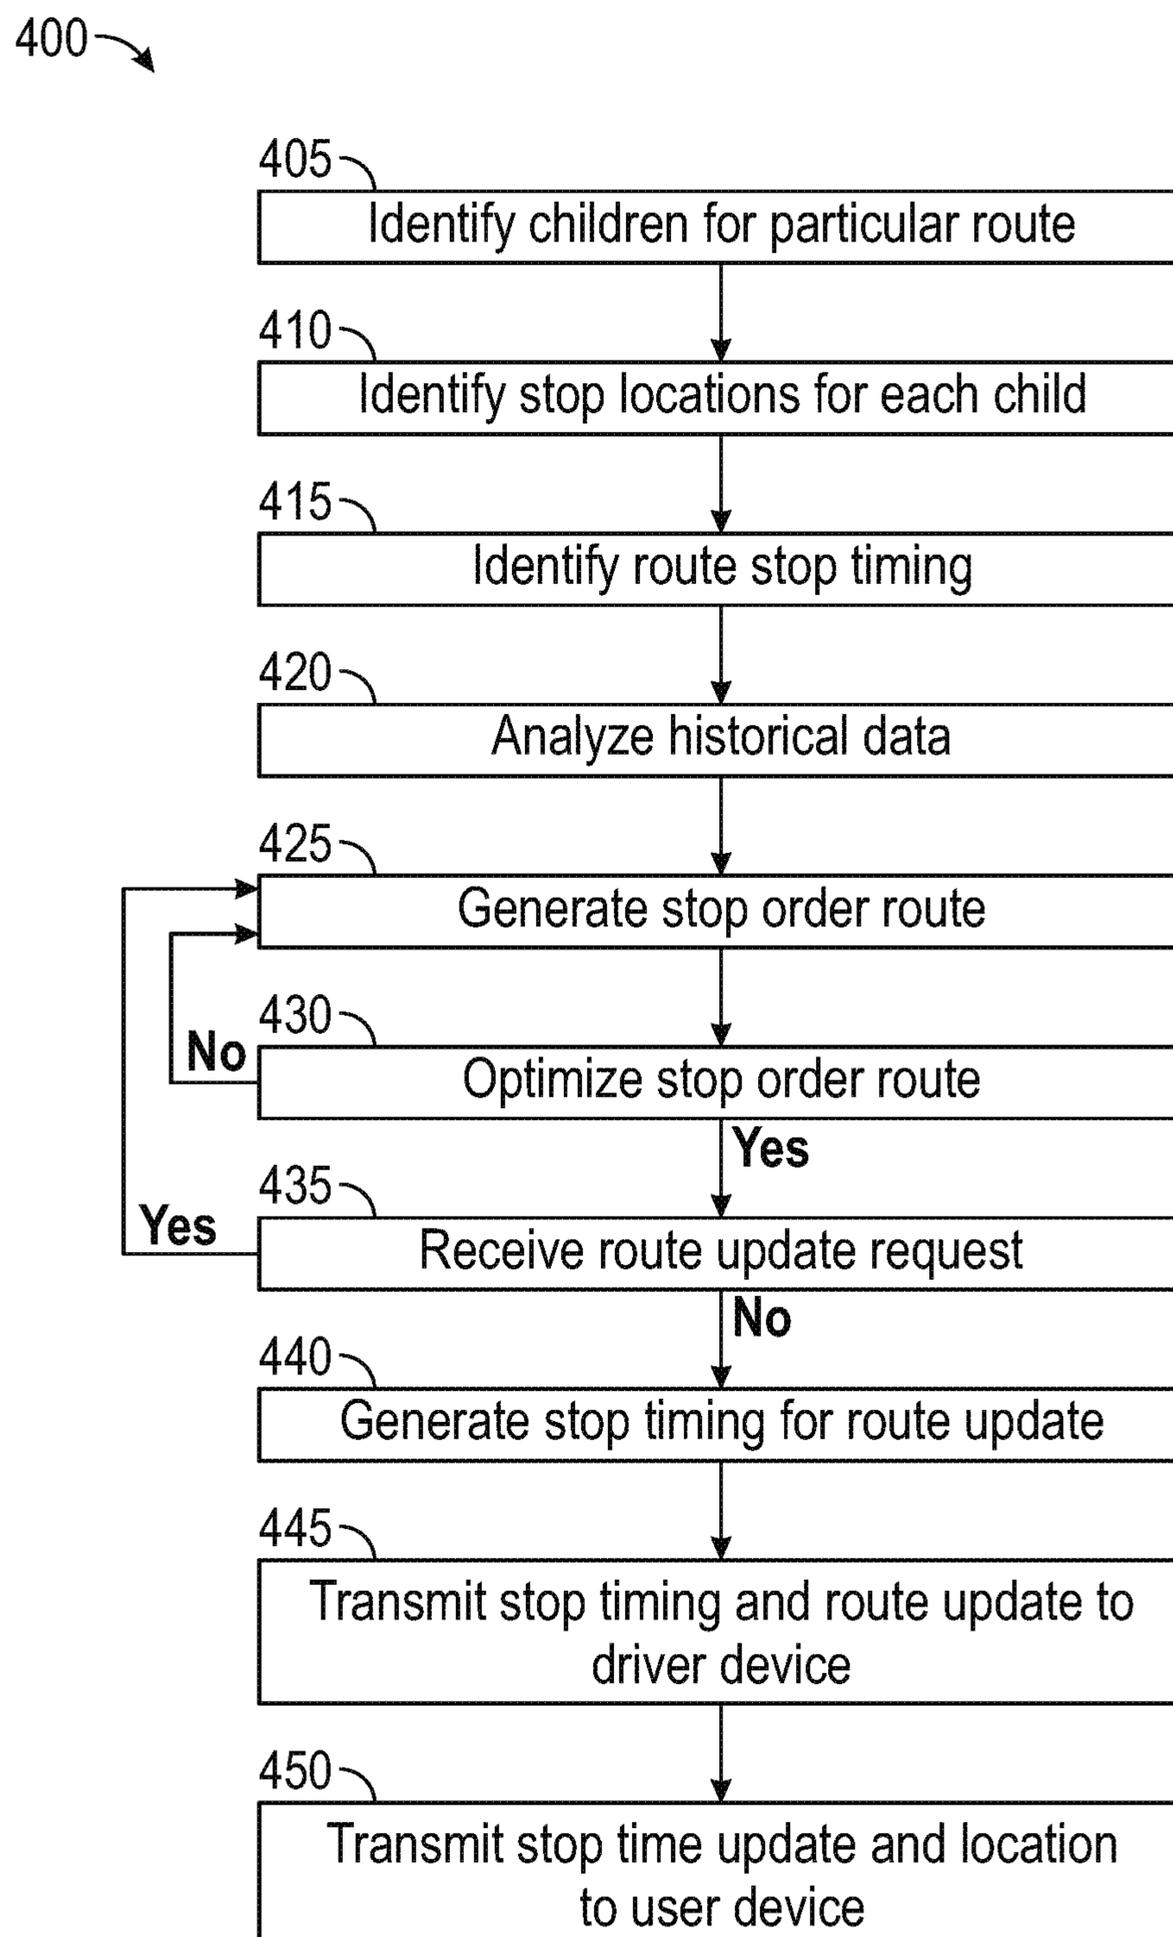 400
405
Identify children for particular route
410
Identify stop locations for each child
415
Identify route stop timing
420
Analyze historical data
425
Generate stop order route
430
No
Optimize stop order route
Yes
435
Yes
Receive route update request
No
440
Generate stop timing for route update
445
Transmit stop timing and route update to
driver device
450
Transmit stop time update and location
to user device